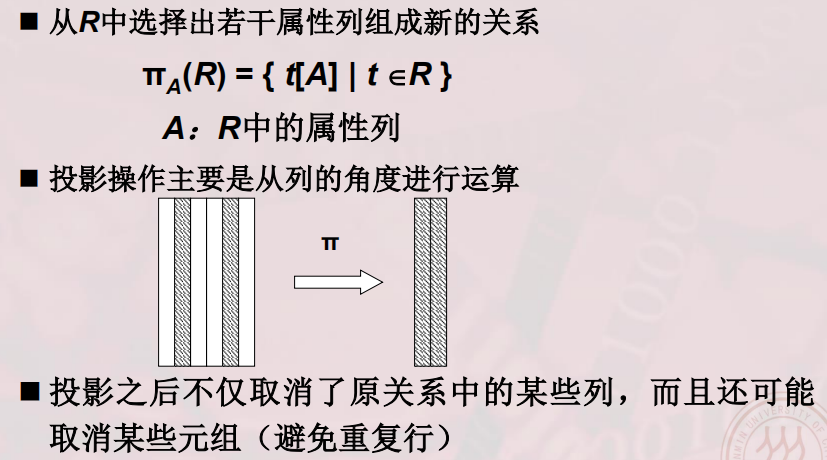 ■ 从R中选择出若干属性列组成新的关系
πA(R) = { t[A] | t ∈R }
A：R中的属性列
■ 投影操作主要是从列的角度进行运算
π
■ 投影之后不仅取消了原关系中的某些列，而且还可能
取消某些元组（避免重复行）